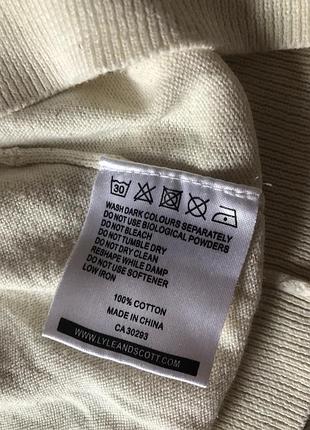 30
WASH DARK COLOURS SEPARATELY
DO NOT USE BIOLOGICAL POWDERS
DO NOT BLEACH
DO NOT TUMBLE DRY
DO NOT DRY CLEAN
RESHAPE WHILE DAMP
DO NOT USE SOFTENER
LOW IRON
100% COTTON
MADE IN CHINA
CA 30293
WWW.LYLEANDSCOTT.COM